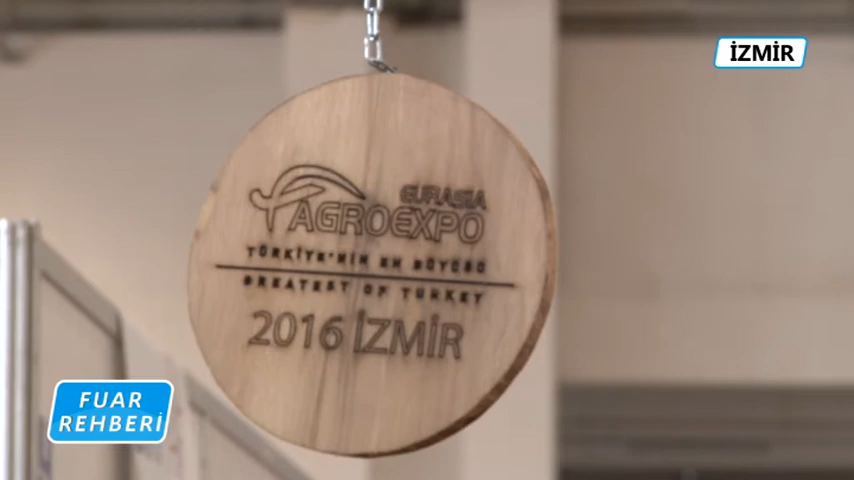 İZMİR
EURASIA
AGROEXPO
TÜRKİYE'NİN EN BÜYÜĞÜ
GREATEST OF TURKEY
2016 İZMİR
FUAR
REHBERİ